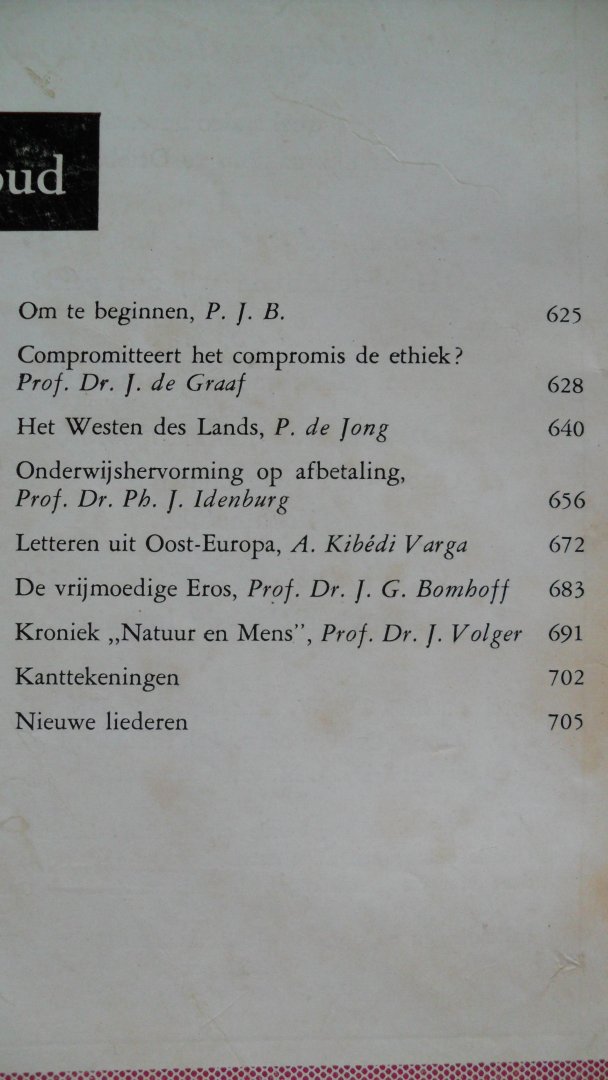 oud
Om te beginnen, P. J. B. 625
Compromitteert het compromis de ethiek?
Prof. Dr. J. de Graaf 628
Het Westen des Lands, P. de Jong 640
Onderwijshervorming op afbetaling,
Prof. Dr. Ph. J. Idenburg 656
Letteren uit Oost-Europa, A. Kibédi Varga 672
De vrijmoedige Eros, Prof. Dr. J. G. Bomhoff 683
Kroniek „Natuur en Mens”, Prof. Dr. J. Volger 691
Kanttekeningen 702
Nieuwe liederen 705